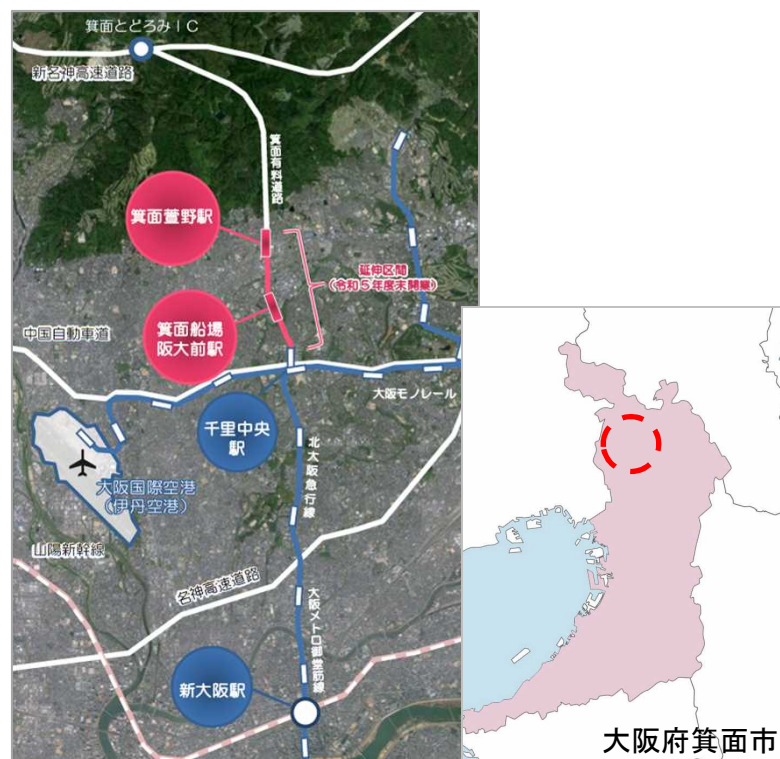 箕面とどろみIC
新名神高速道路
箕面有料道路
箕面萱野駅
延伸区間
（令和５年度末開業）
箕面船場
阪大前駅
中国自動車道
大阪モノレール
千里中央
駅
北大阪急行線
大阪国際空港
（伊丹空港）
山陽新幹線
名神高速道路
大阪メトロ御堂筋線
新大阪駅
大阪府箕面市